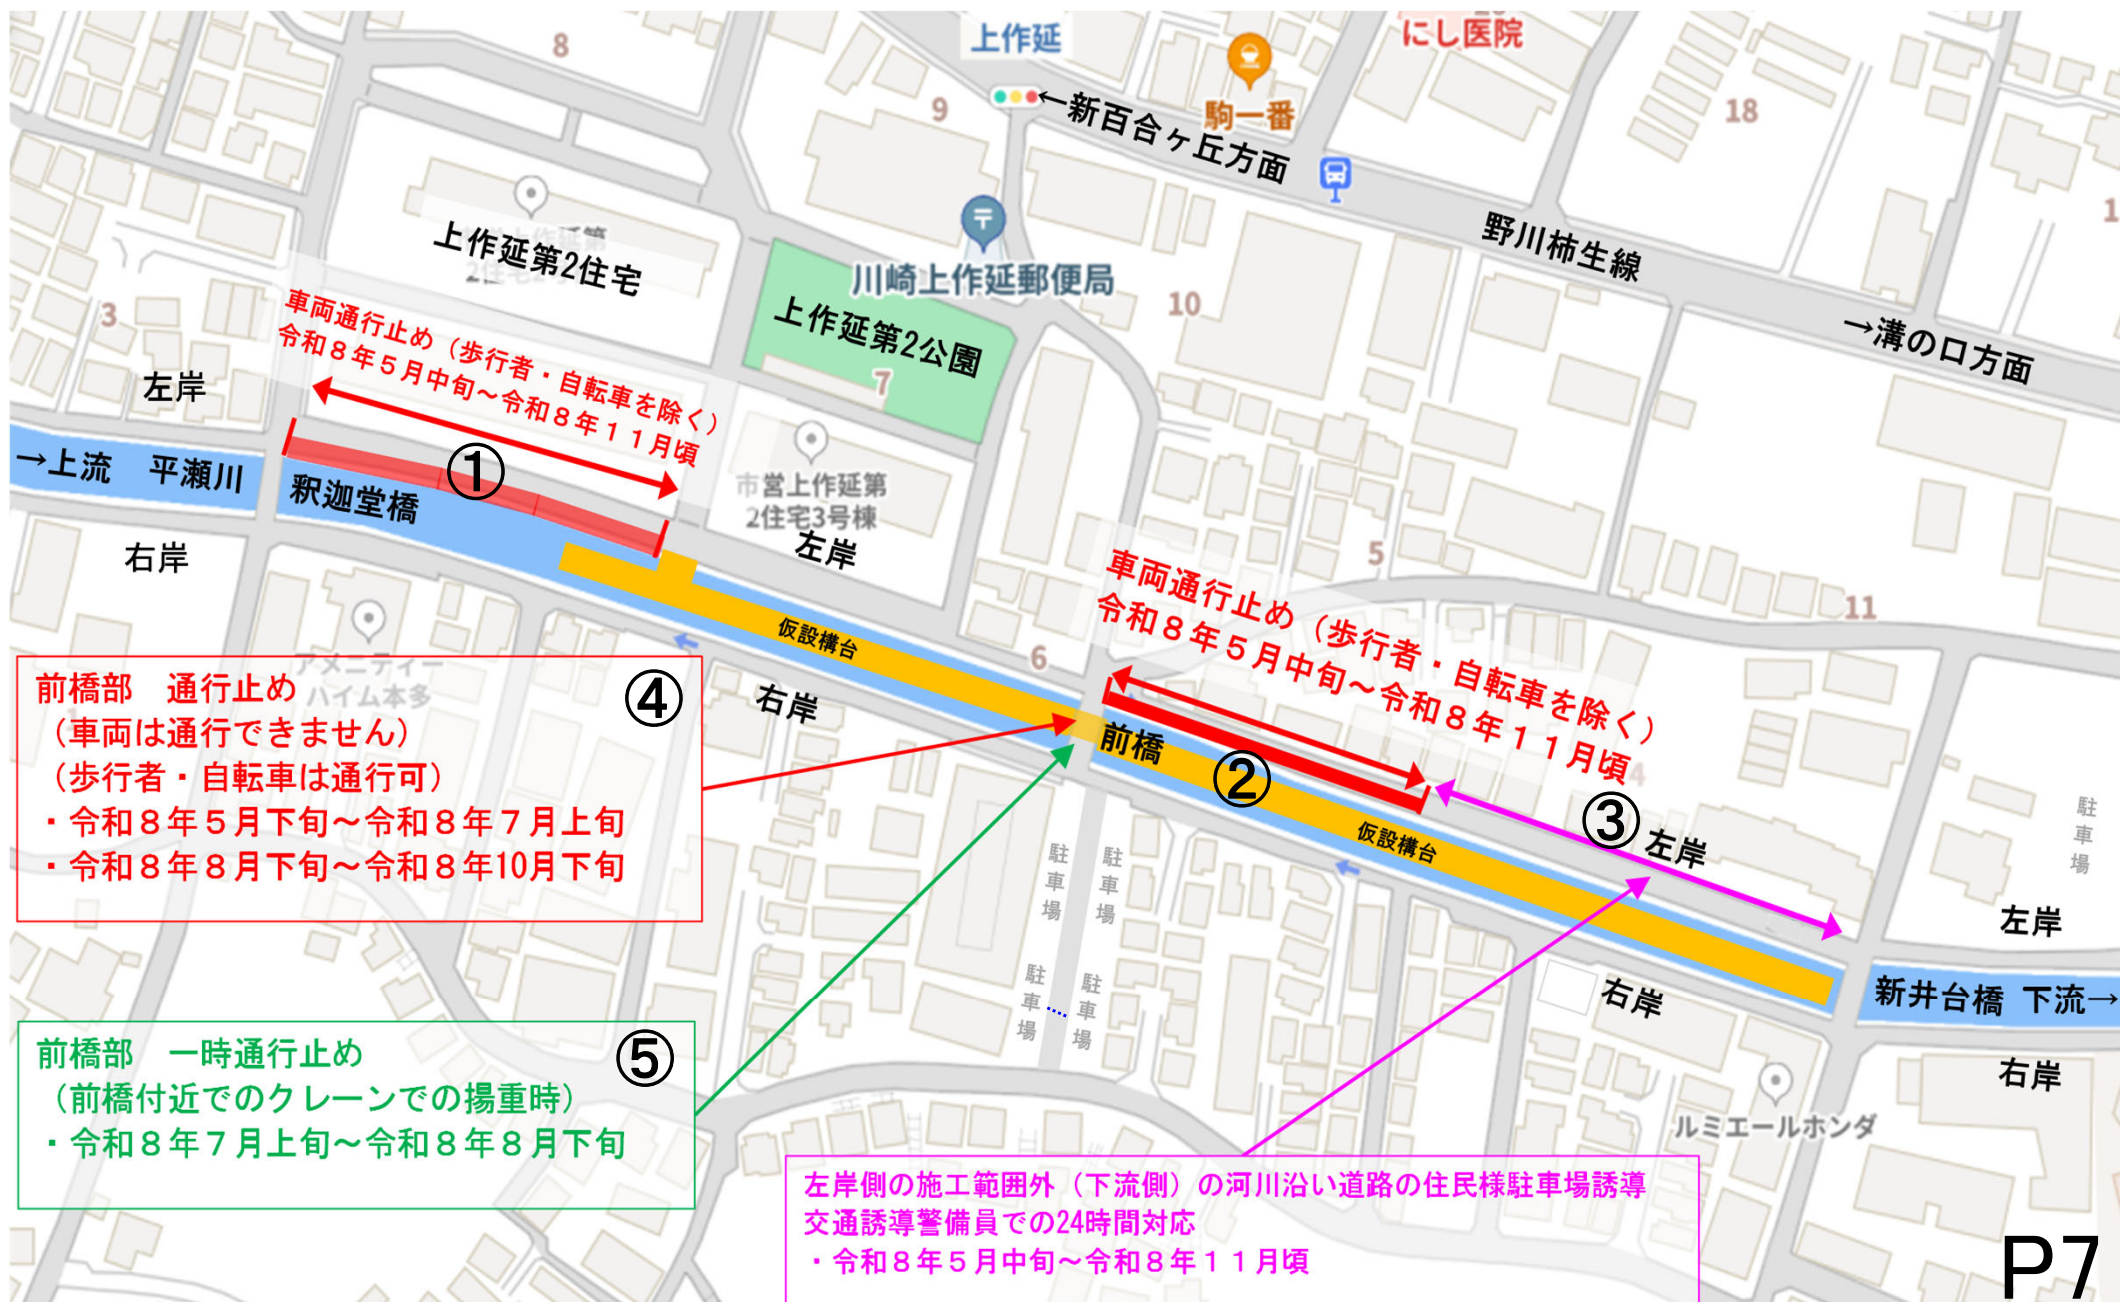 8
上作延
にし医院
9
←新百合ヶ丘方面
駒一番
18
野川柿生線
→溝の口方面
上作延第2住宅
川崎上作延郵便局
上作延第2公園
7
10
3
車両通行止め（歩行者・自転車を除く）
令和８年５月中旬～令和８年１１月頃
①
左岸
→上流　平瀬川
釈迦堂橋
右岸
市営上作延第
2住宅3号棟
左岸
5
11
6
車両通行止め（歩行者・自転車を除く）
令和８年５月中旬～令和８年１１月頃
仮設構台
右岸
アメニティー
ハイム本多
前橋部　通行止め
（車両は通行できません）
（歩行者・自転車は通行可）
・令和８年５月下旬～令和８年７月上旬
・令和８年８月下旬～令和８年10月下旬
④
前橋
②
4
③
左岸
仮設構台
駐車場
駐車場
駐車場
駐車場
駐車場
左岸
右岸
新井台橋 下流→
右岸
ルミエールホンダ
前橋部　一時通行止め
（前橋付近でのクレーンでの揚重時）
・令和８年７月上旬～令和８年８月下旬
⑤
左岸側の施工範囲外（下流側）の河川沿い道路の住民様駐車場誘導
交通誘導警備員での24時間対応
・令和８年５月中旬～令和８年１１月頃
P7